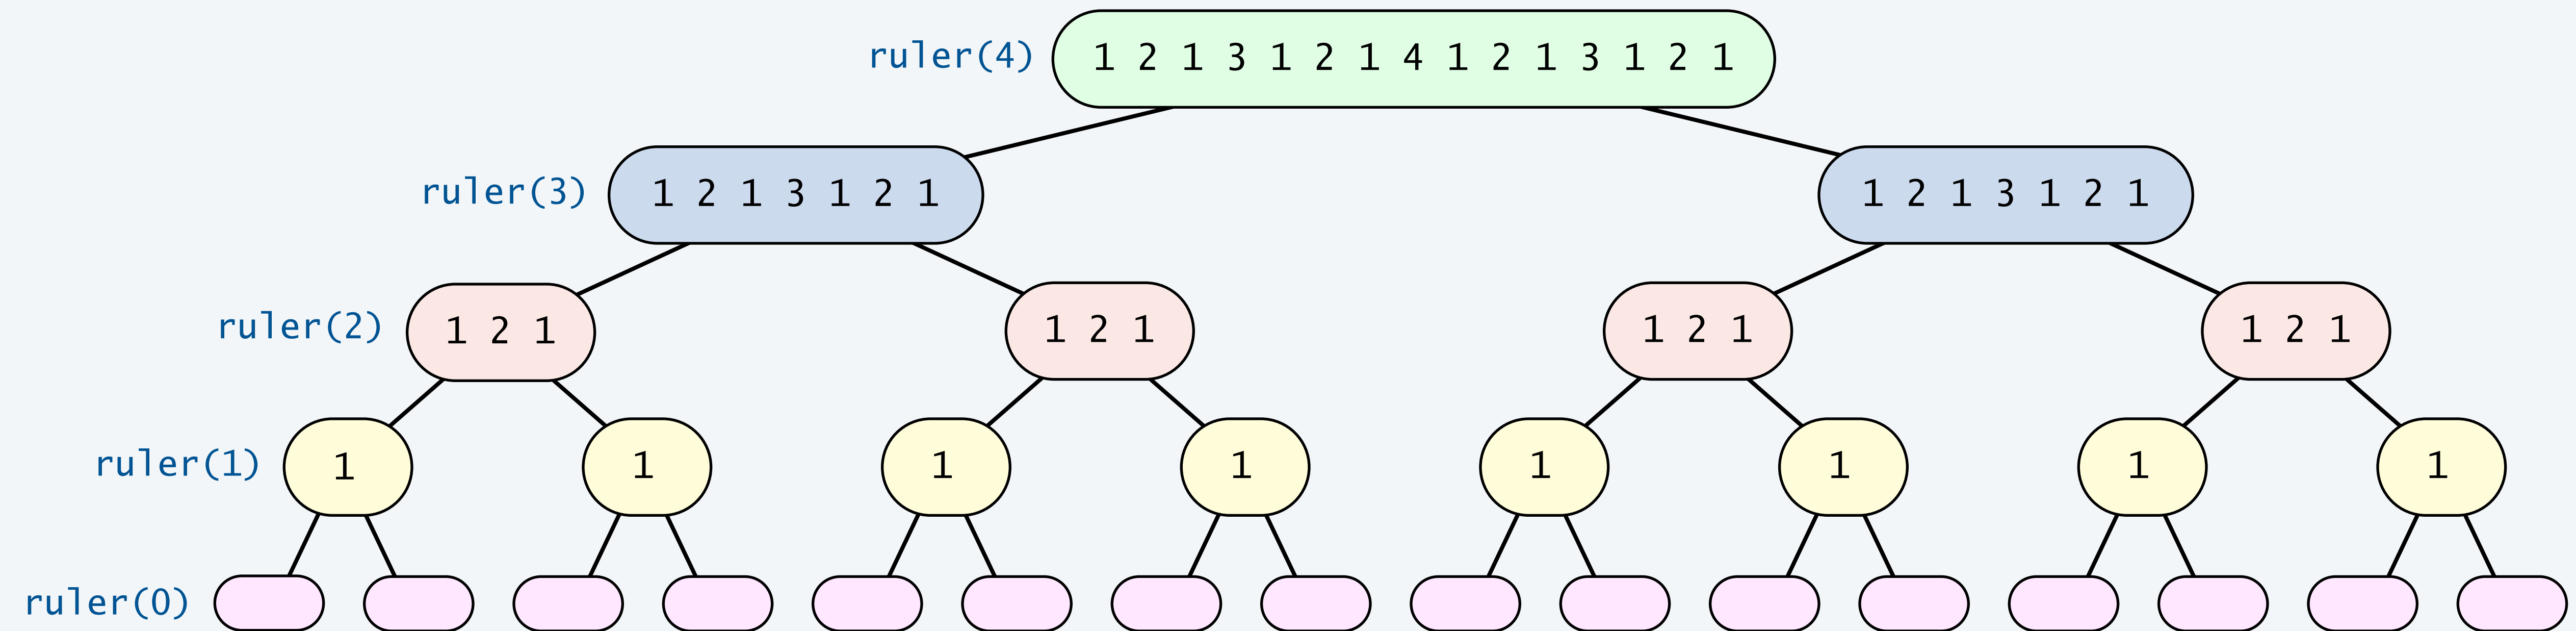 ruler(4) 1 2 1 3 1 2 1 4 1 2 1 3 1 2 1
ruler(3) 1 2 1 3 1 2 1 1 2 1 3 1 2 1
ruler(2) 1 2 1 1 2 1 1 2 1 1 2 1
ruler(1) 1 1 1 1 1 1 1 1
ruler(0)